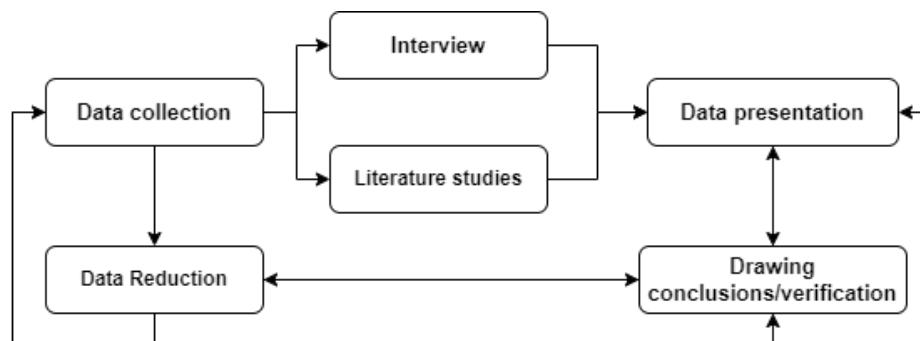 Interview
Data collection
Data presentation
Literature studies
Data Reduction
Drawing
conclusions/verification